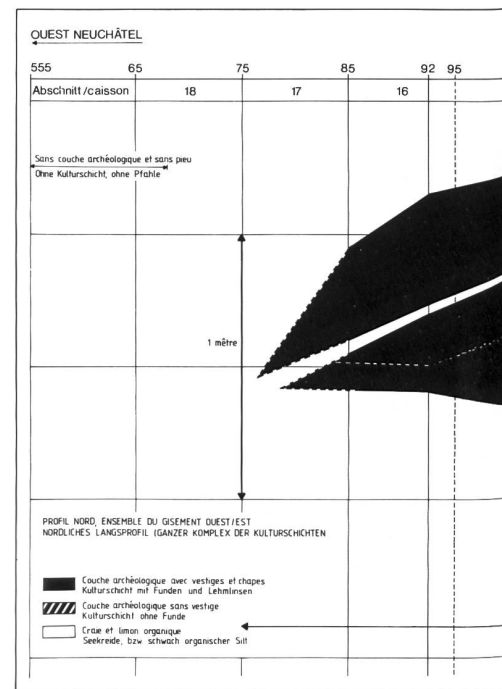 OUEST NEUCHÂTEL
555 65 75 85 92 95
Abschnitt/caisson 18 17 16
Sans couche archéologique et sans pieu
Ohne Kulturschicht, ohne Pfahle
1 mêtre
PROFIL NORD, ENSEMBLE DU GISEMENT OUEST/EST
NORDLICHES LANGSPROFIL (GANZER KOMPLEX DER KULTURSCHICHTEN
Couche archéologique avec vestiges et chapes
Kulturschicht mit Funden und Lehmlinsen
Couche archéologique sans vestige
Kulturschicht ohne Funde
Craie et limon organique
Seekreide, bzw schwach organischer Silt